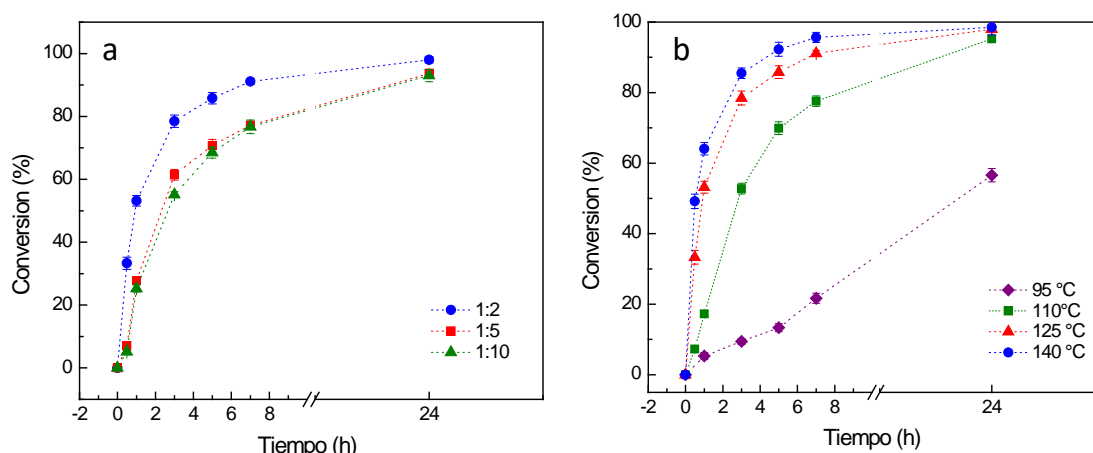 a
Conversion (%)
100
80
60
40
20
0
-2 0 2 4 6 8 24
Tiempo (h)
1:2
1:5
1:10
b
Conversion (%)
100
80
60
40
20
0
-2 0 2 4 6 8 24
Tiempo (h)
95 °C
110°C
125 °C
140 °C